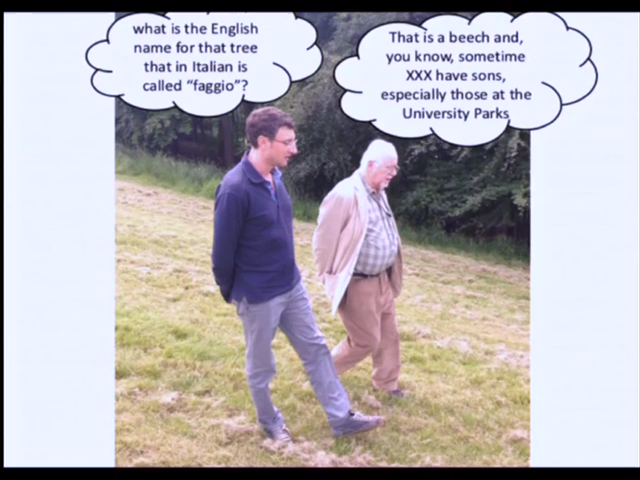 what is the English
name for that tree
that in Italian is
called "faggio"?
That is a beech and,
you know, sometime
XXX have sons,
especially those at the
University Parks